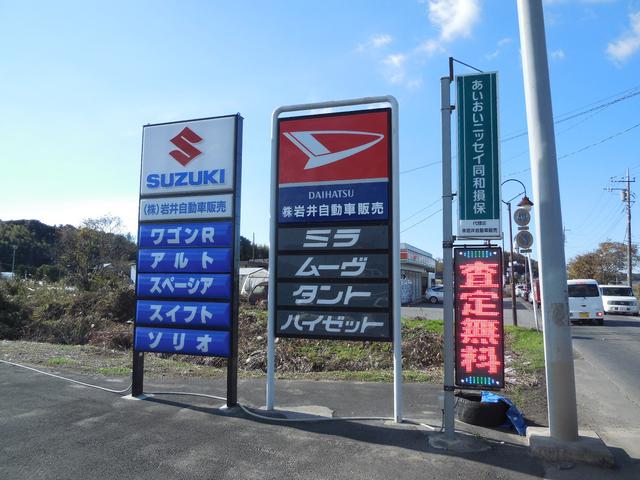 SUZUKI
(株)岩井自動車販売
ワゴンR
アルト
スペーシア
スイフト
ソリオ
DAIHATSU
株岩井自動車販売
ミラ
ムーヴ
タント
ハイゼット
あいおいニッセイ同和損保
代理店
査定無料